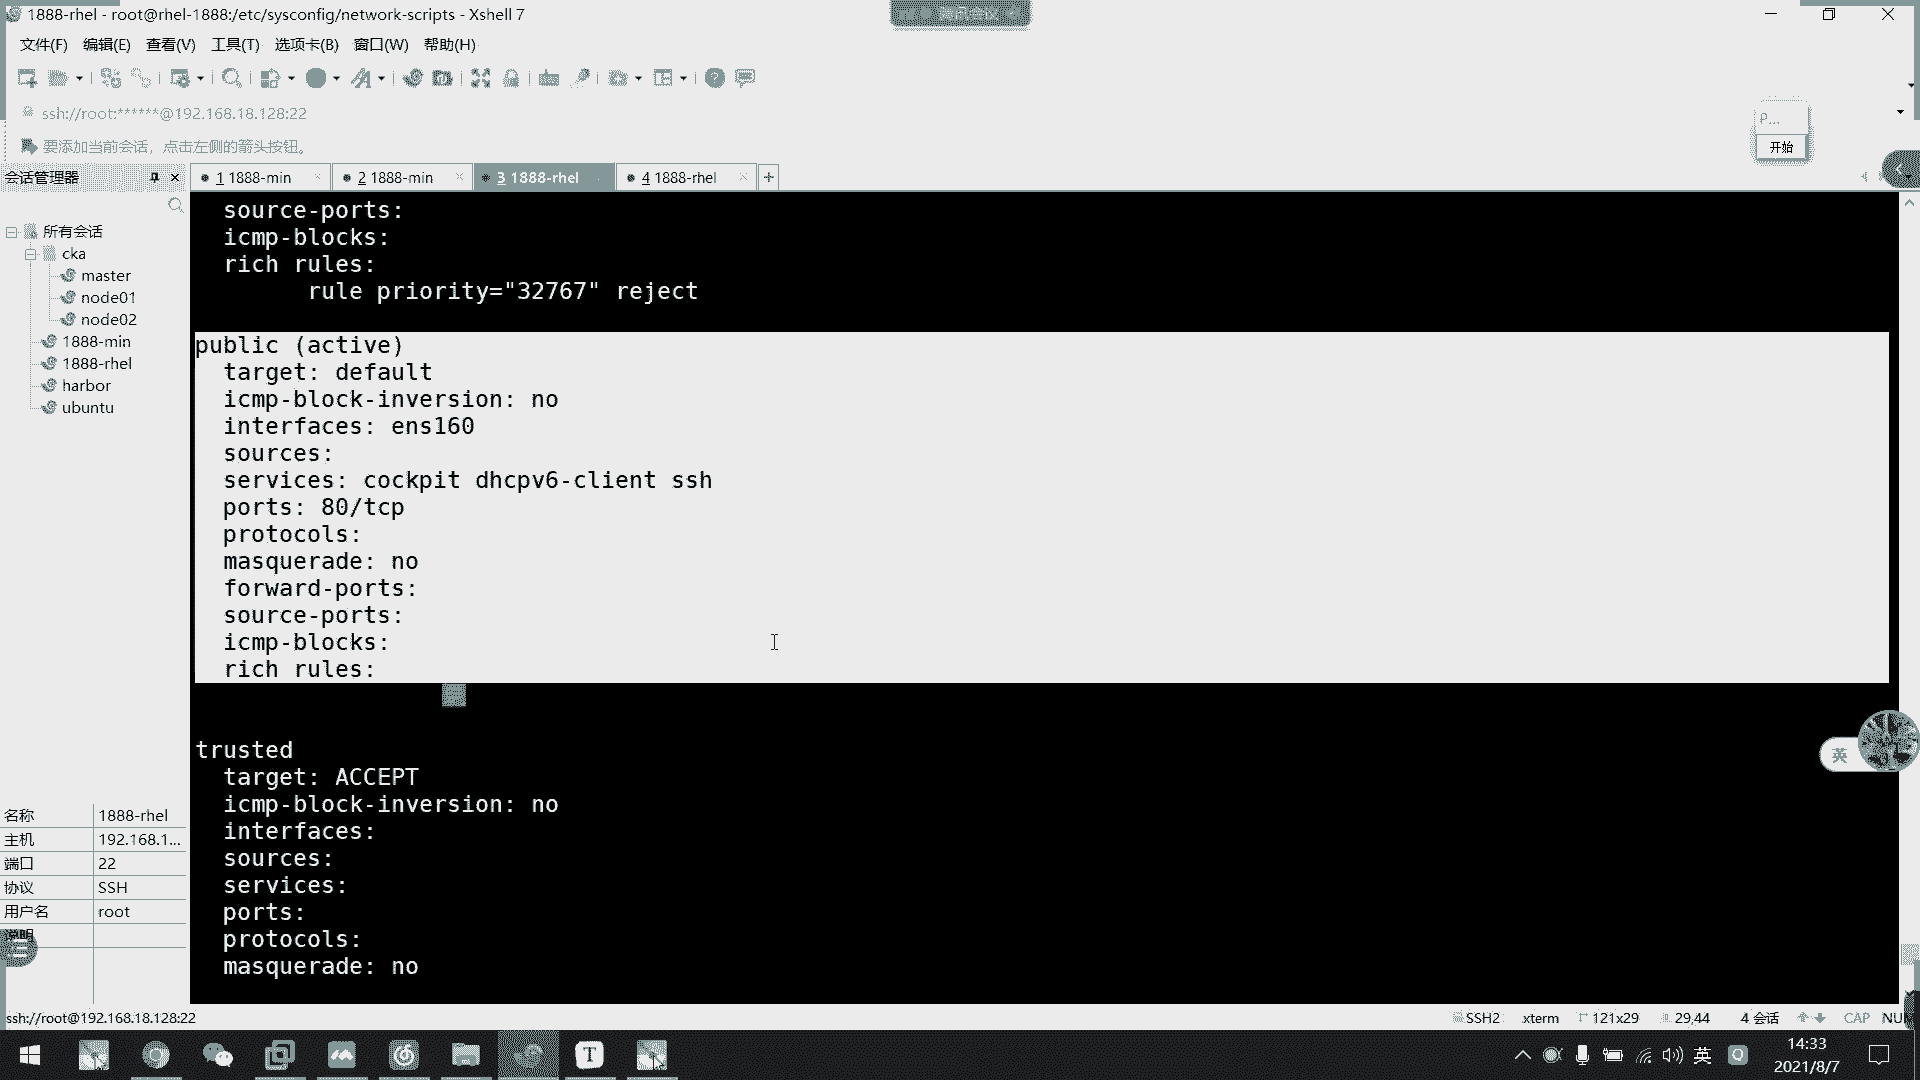 1888-rhel - root@rhel-1888:/etc/sysconfig/network-scripts - Xshell 7
文件(F) 编辑(E) 查看(V) 工具(T) 选项卡(B) 窗口(W) 帮助(H)
ssh://root:******@192.168.18.128:22
要添加当前会话，点击左侧的箭头按钮。
开始
会话管理器
1 1888-min
2 1888-min
3 1888-rhel
4 1888-rhel
所有会话
cka
master
node01
node02
1888-min
1888-rhel
harbor
ubuntu
source-ports:
icmp-blocks:
rich rules:
rule priority="32767" reject
public (active)
target: default
icmp-block-inversion: no
interfaces: ens160
sources:
services: cockpit dhcpv6-client ssh
ports: 80/tcp
protocols:
masquerade: no
forward-ports:
source-ports:
icmp-blocks:
rich rules:
trusted
target: ACCEPT
icmp-block-inversion: no
interfaces:
sources:
services:
ports:
protocols:
masquerade: no
名称 1888-rhel
主机 192.168.1...
端口 22
协议 SSH
用户名 root
说明
英
ssh://root@192.168.18.128:22
SSH2 xterm 121x29 29,44 4 会话 CAP NUM
英
14:33
2021/8/7